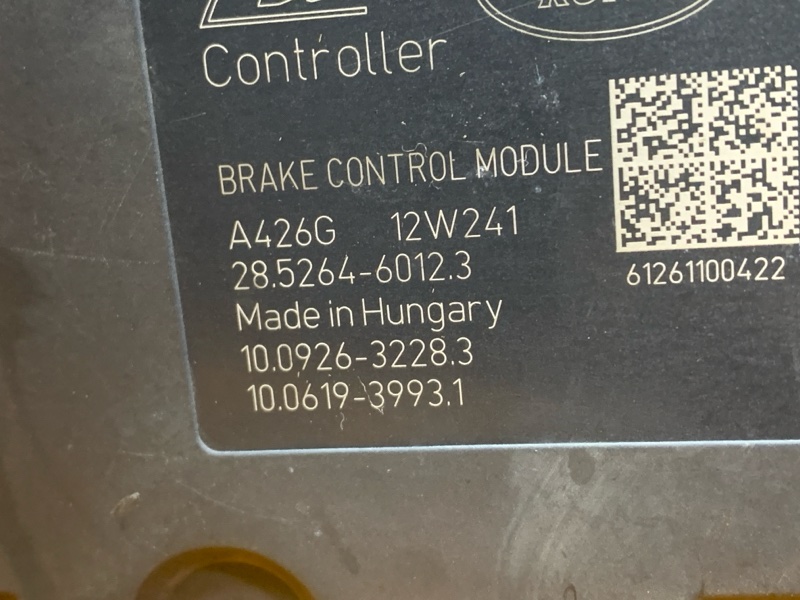 Controller
BRAKE CONTROL MODULE
A426G 12W241
28.5264-6012.3
61261100422
Made in Hungary
10.0926-3228.3
10.0619-3993.1